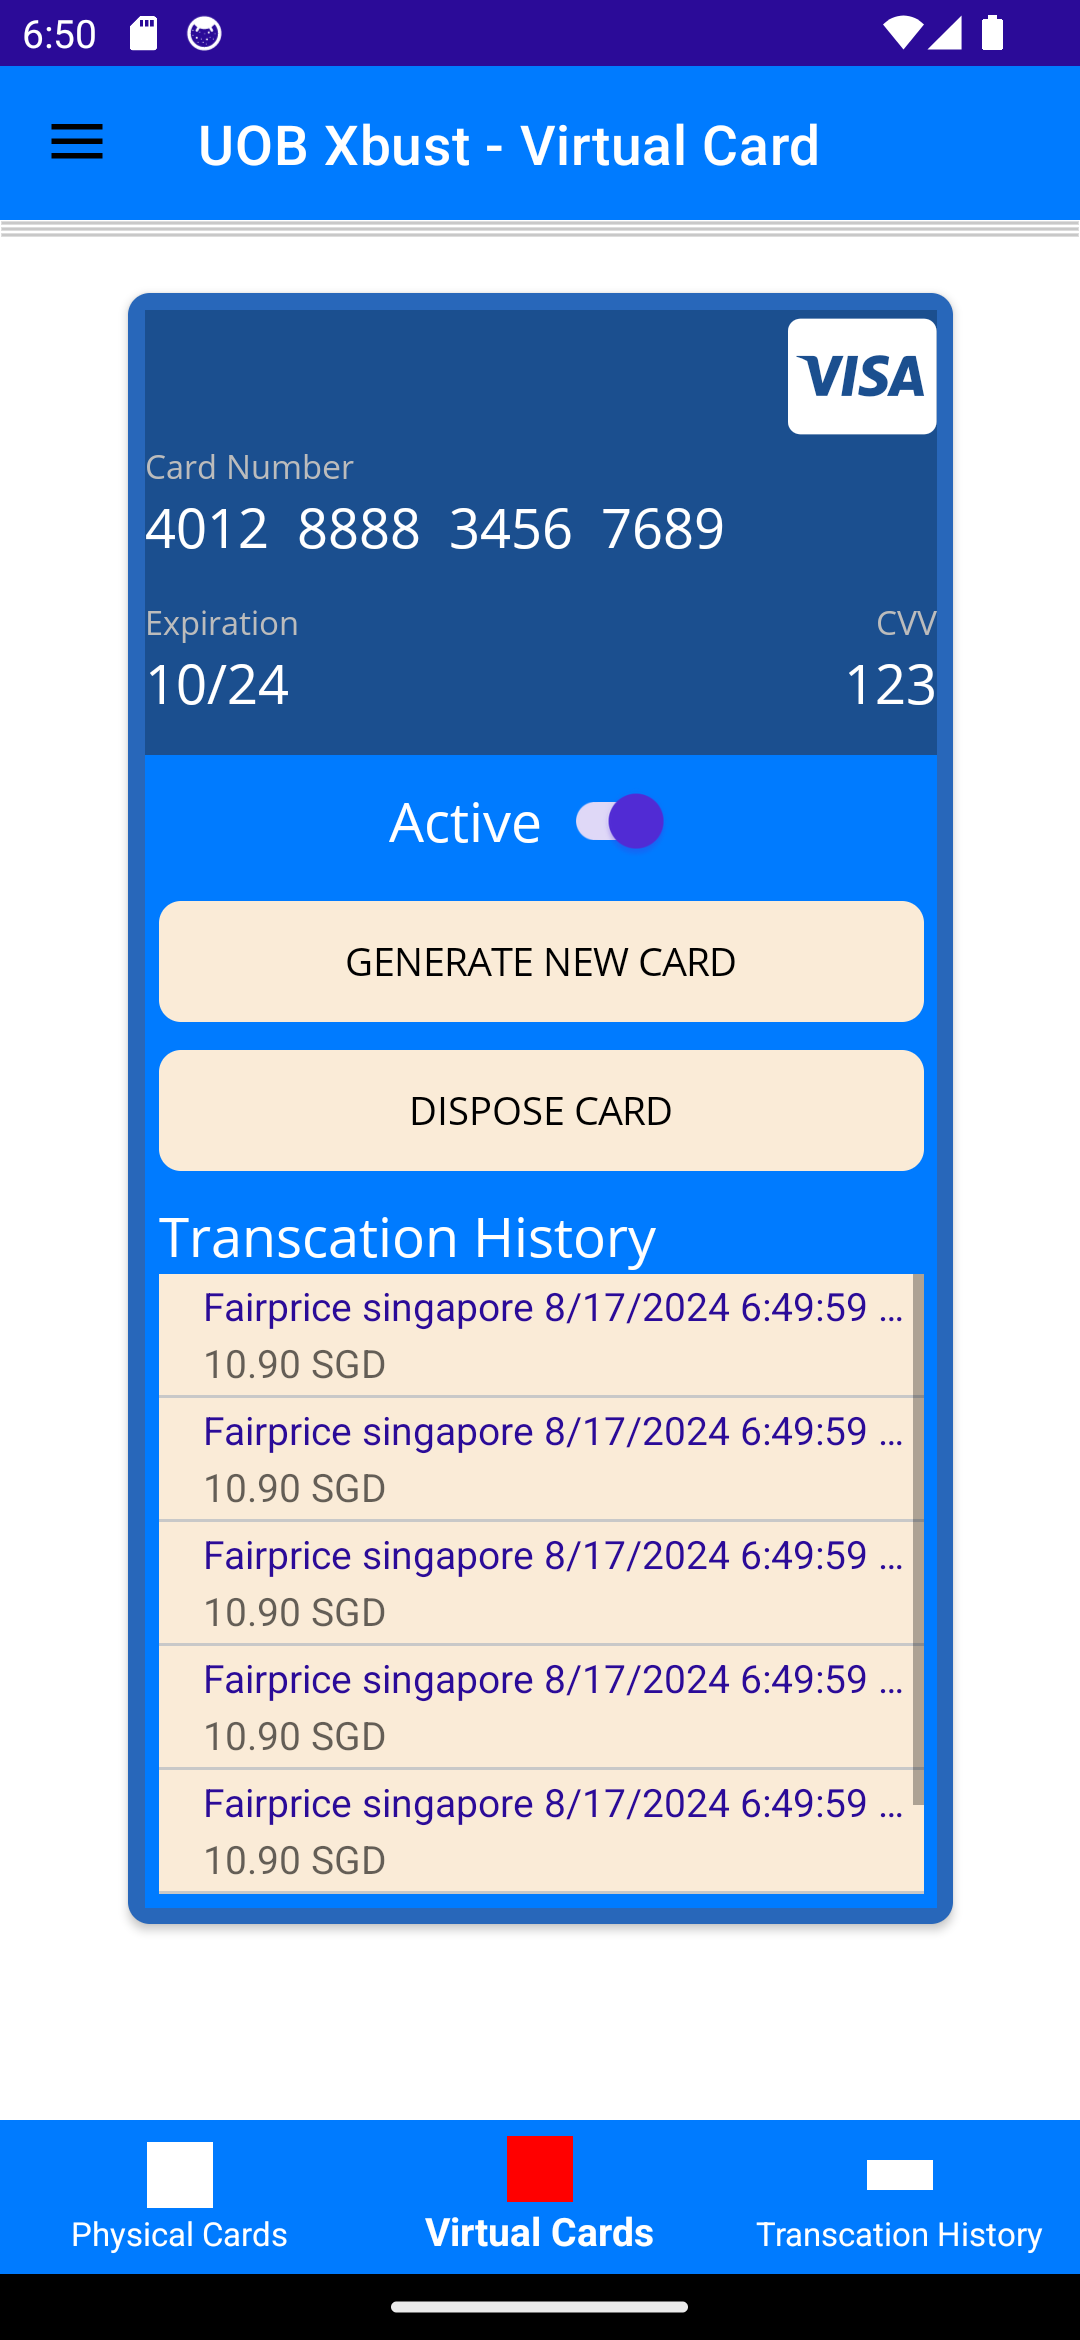 6:50
UOB Xbust - Virtual Card
VISA
Card Number
4012 8888 3456 7689
Expiration CVV
10/24 123
Active
GENERATE NEW CARD
DISPOSE CARD
Transcation History
Fairprice singapore 8/17/2024 6:49:59 ...
10.90 SGD
Fairprice singapore 8/17/2024 6:49:59 ...
10.90 SGD
Fairprice singapore 8/17/2024 6:49:59 ...
10.90 SGD
Fairprice singapore 8/17/2024 6:49:59 ...
10.90 SGD
Fairprice singapore 8/17/2024 6:49:59 ...
10.90 SGD
Physical Cards Virtual Cards Transcation History